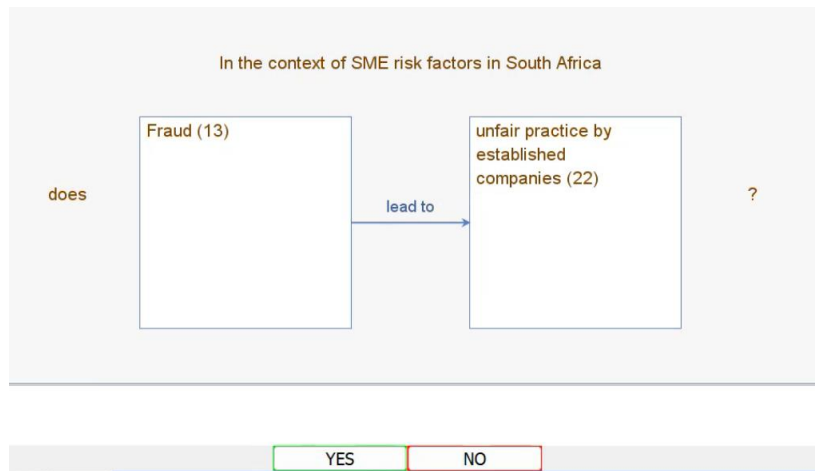 In the context of SME risk factors in South Africa
does
Fraud (13)
lead to
unfair practice by
established
companies (22)
?
YES
NO